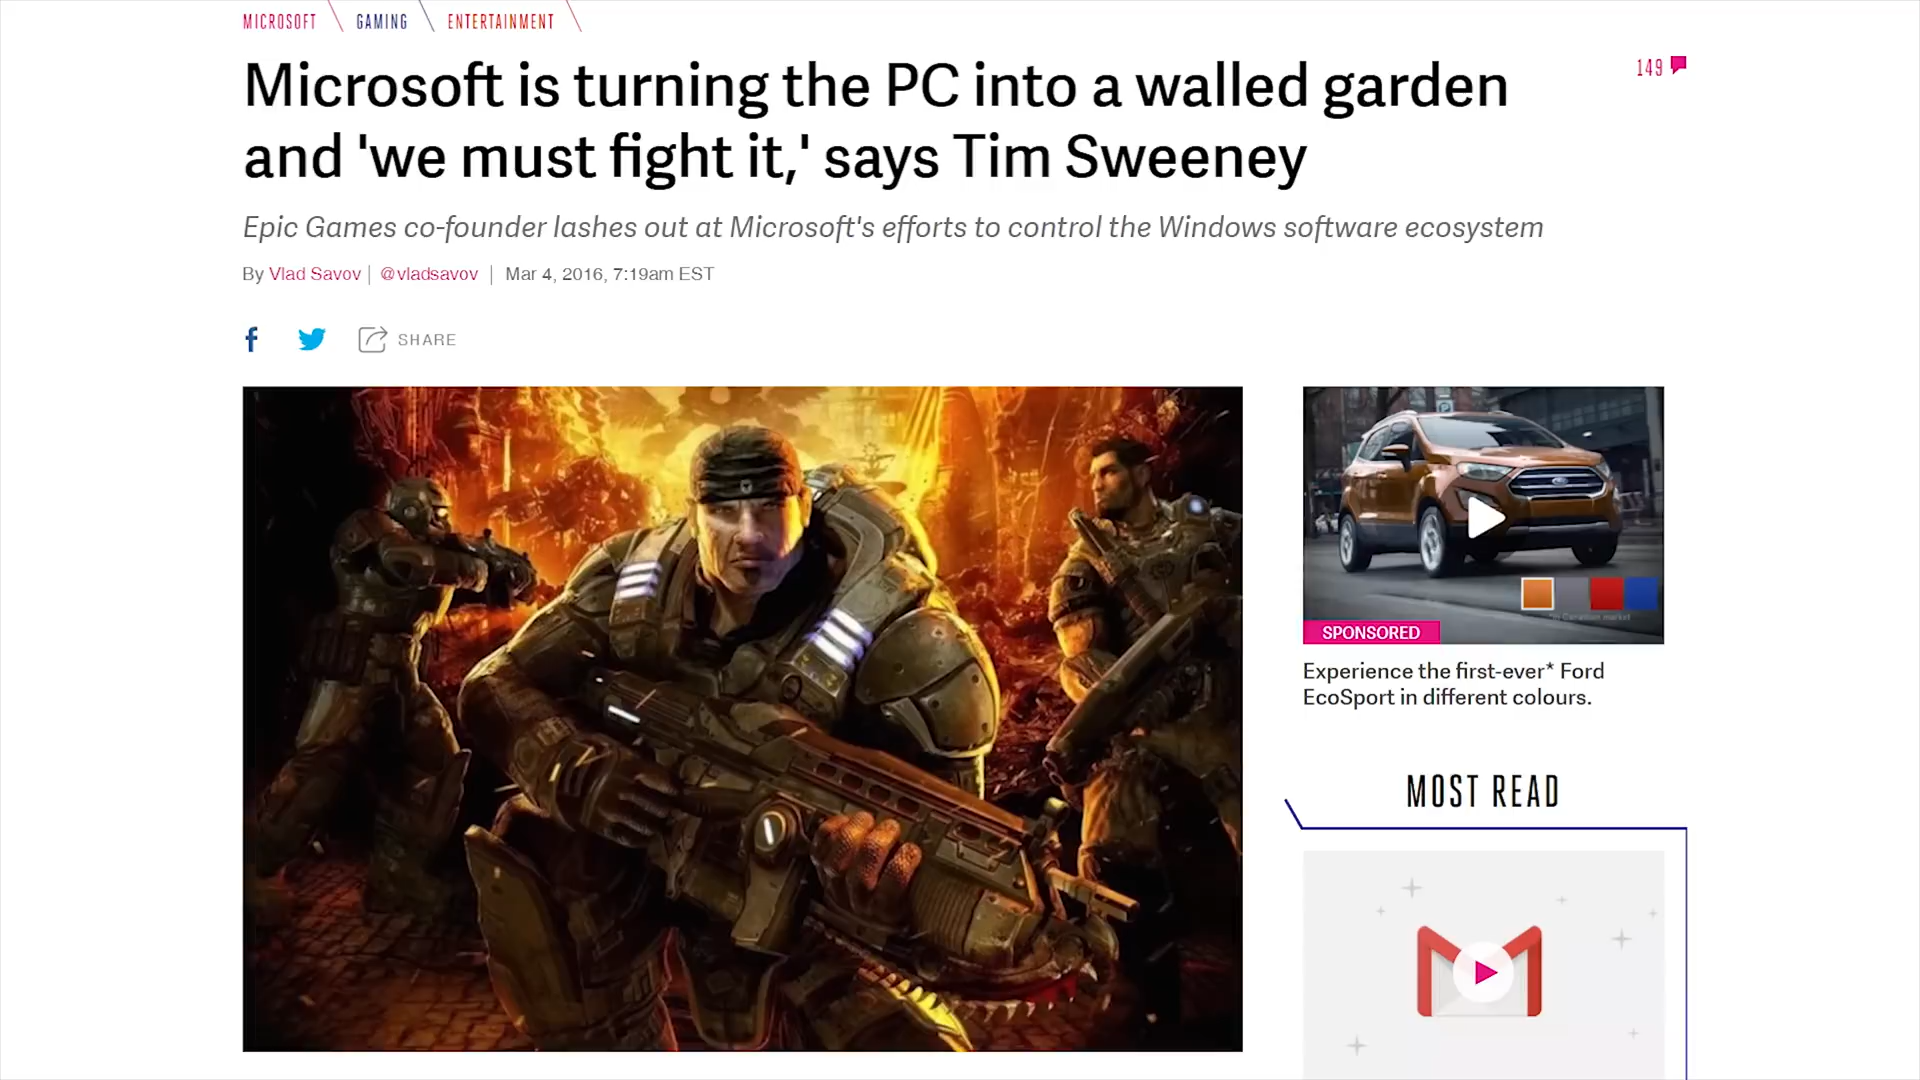 MICROSOFT GAMING ENTERTAINMENT
Microsoft is turning the PC into a walled garden
and 'we must fight it,' says Tim Sweeney
149
Epic Games co-founder lashes out at Microsoft's efforts to control the Windows software ecosystem
By Vlad Savov | @vladsavov | Mar 4, 2016, 7:19am EST
SHARE
SPONSORED
Experience the first-ever* Ford
EcoSport in different colours.
MOST READ